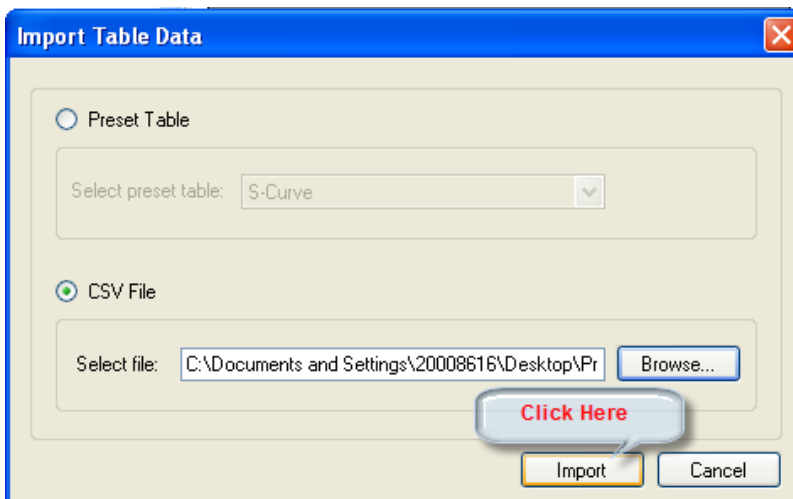 Import Table Data
Preset Table
Select preset table: S-Curve
CSV File
Select file: C:\Documents and Settings\20008616\Desktop\Pr Browse...
Click Here
Import Cancel